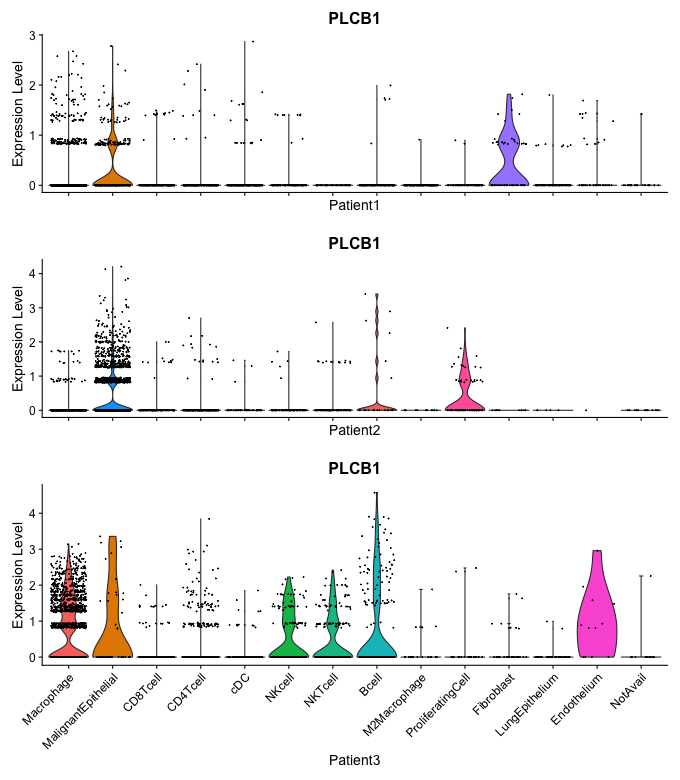 PLCB1
Expression Level
3
2
1
0
Patient1
PLCB1
Expression Level
4
3
2
1
0
Patient2
PLCB1
Expression Level
4
3
2
1
0
Macrophage
MalignantEpithelial
CD8Tcell
CD4Tcell
cDC
NKcell
NKTcell
Bcell
M2Macrophage
ProliferatingCell
Fibroblast
LungEpithelium
Endothelium
NotAvail
Patient3